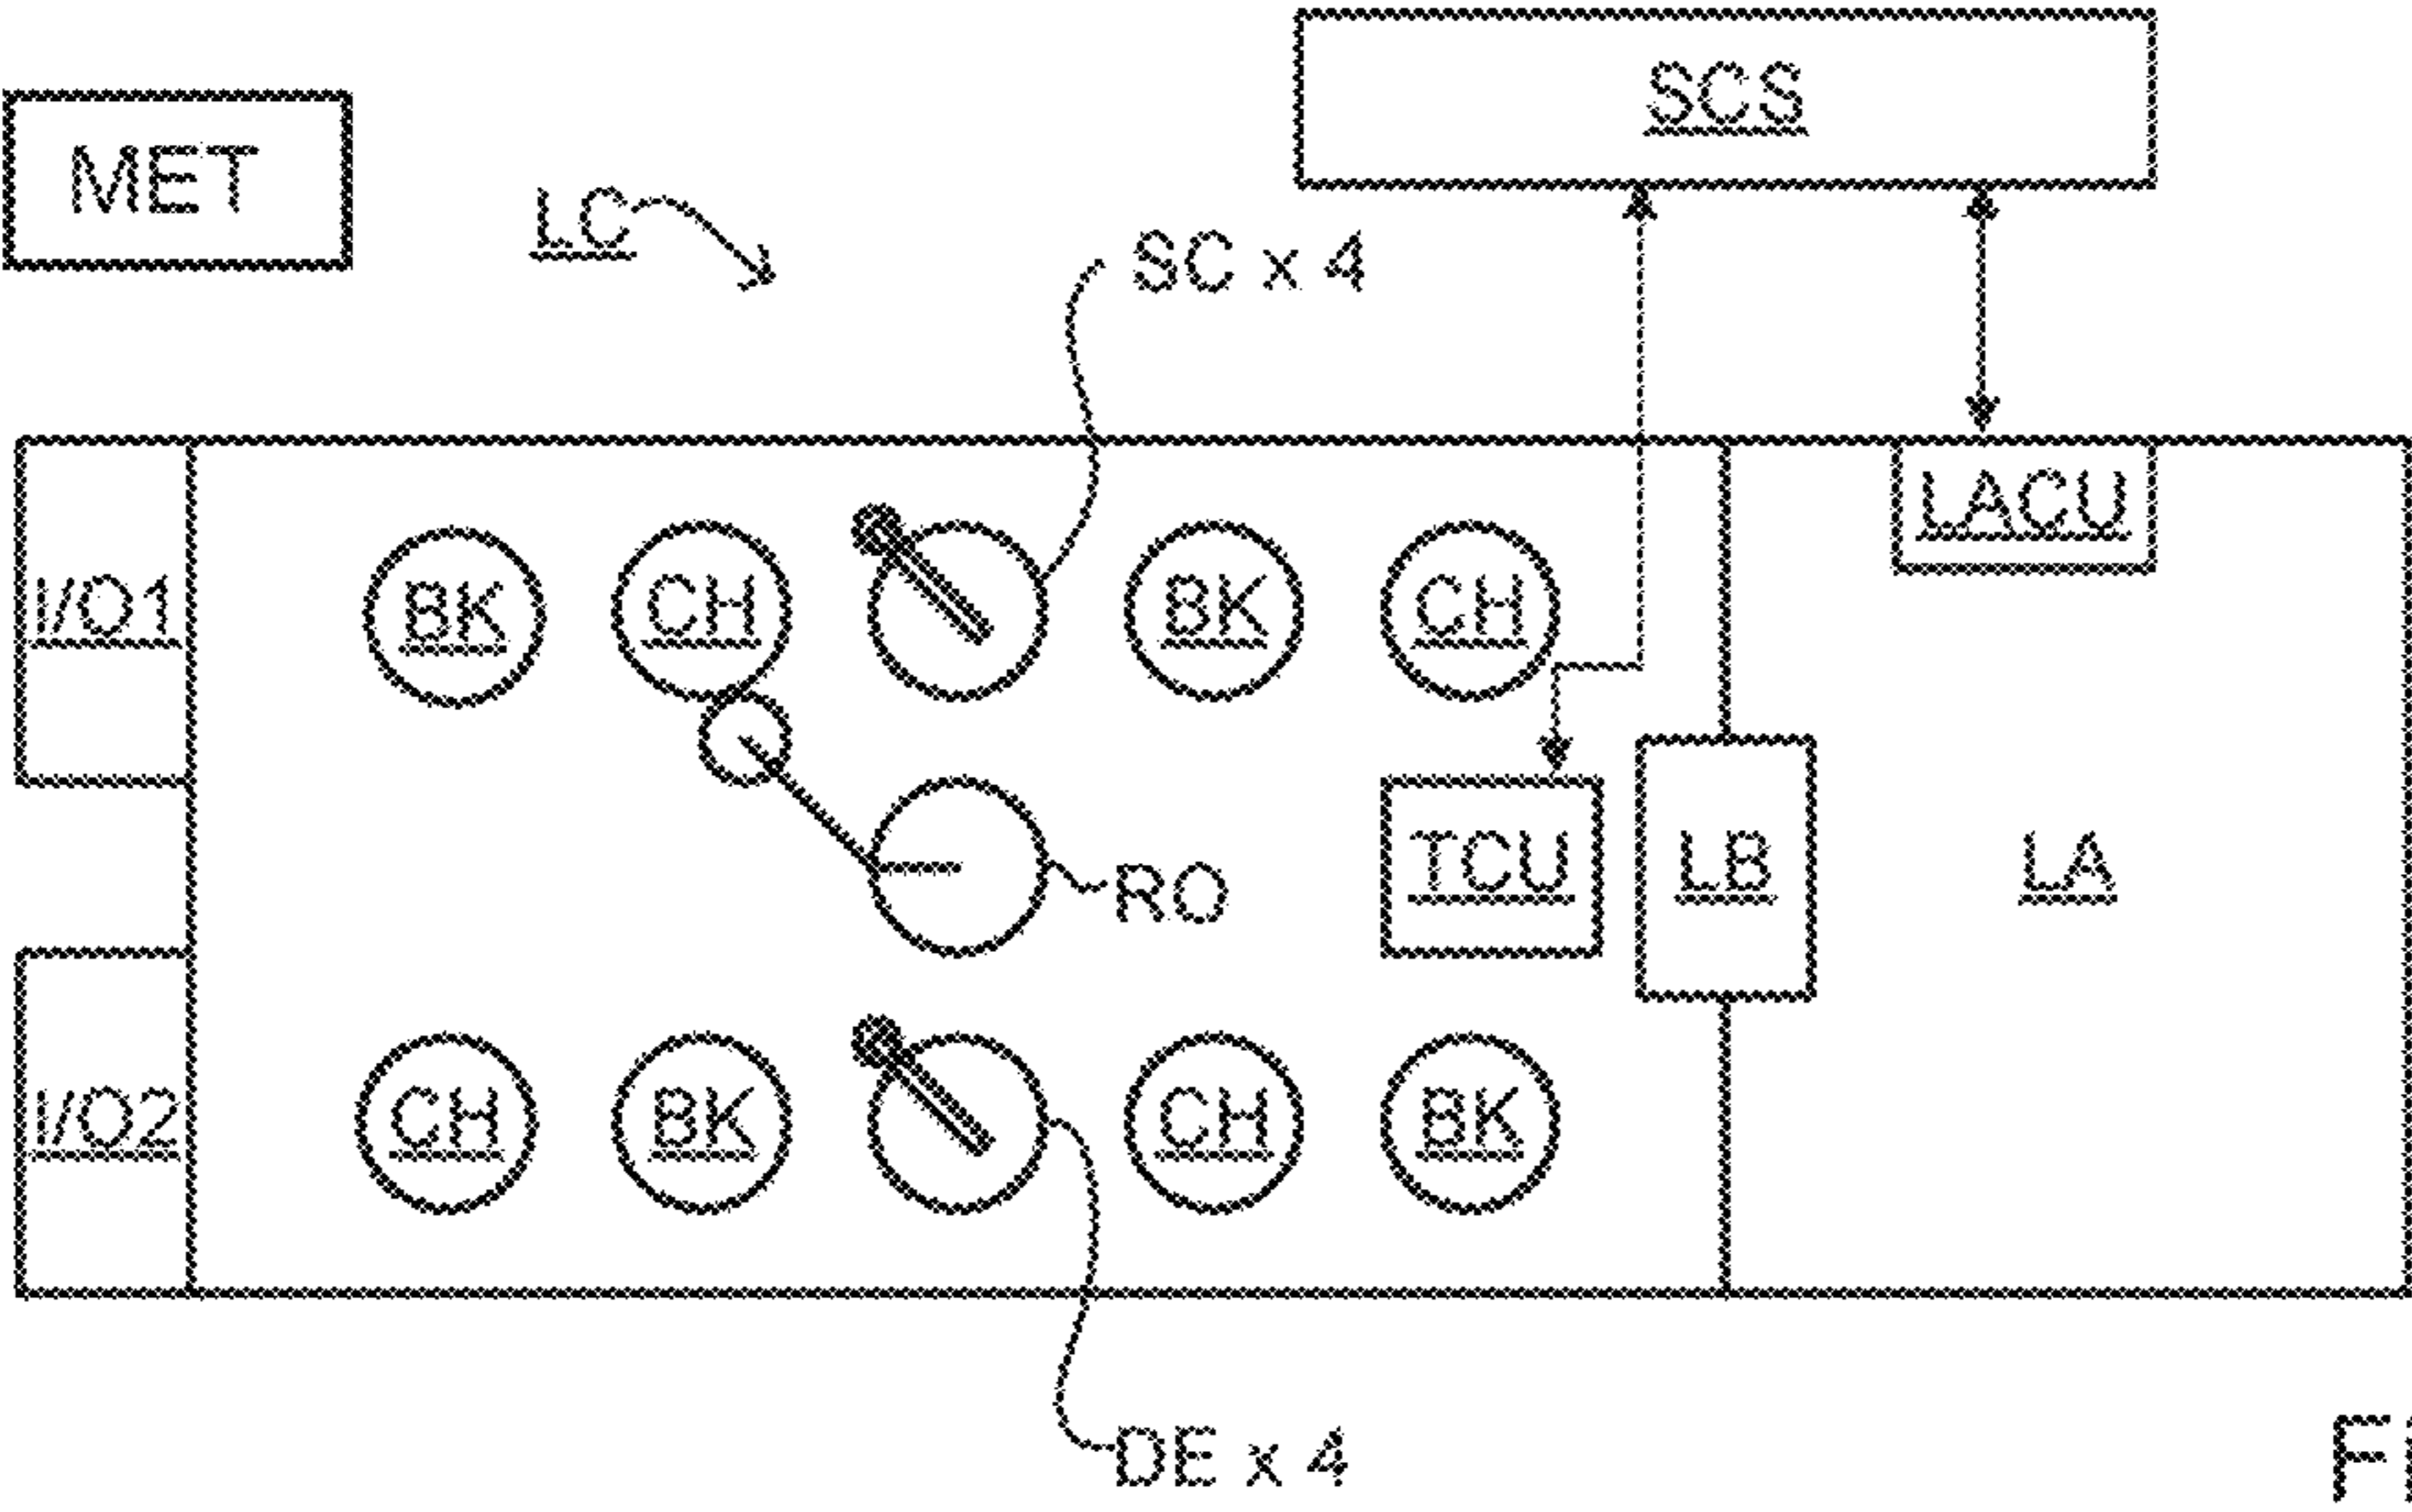 SCS
MET
LC
SC x 4
LACU
I/O1
BK
CH
BK
CH
TCU
LB
LA
RO
I/O2
CH
BK
CH
BK
DE x 4